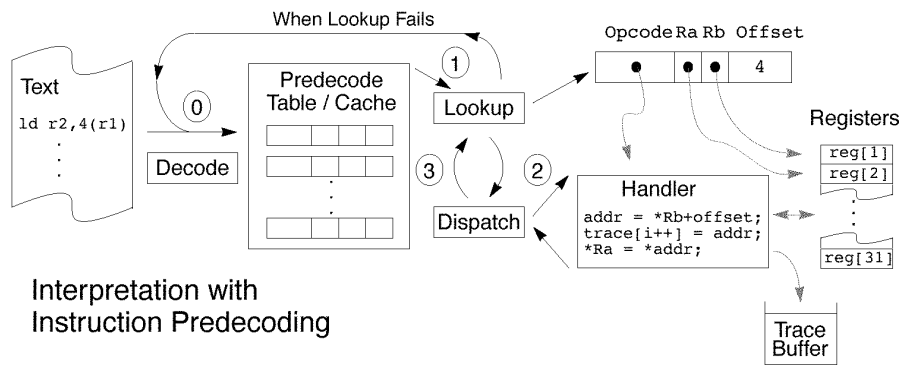 When Lookup Fails
Text
ld r2,4(r1)
0
Decode
Predecode
Table / Cache
1
Lookup
3
2
Dispatch
Opcode Ra Rb Offset
4
Registers
reg[1]
reg[2]
reg[31]
Handler
addr = *Rb+offset;
trace[i++] = addr;
*Ra = *addr;
Trace
Buffer
Interpretation with
Instruction Predecoding